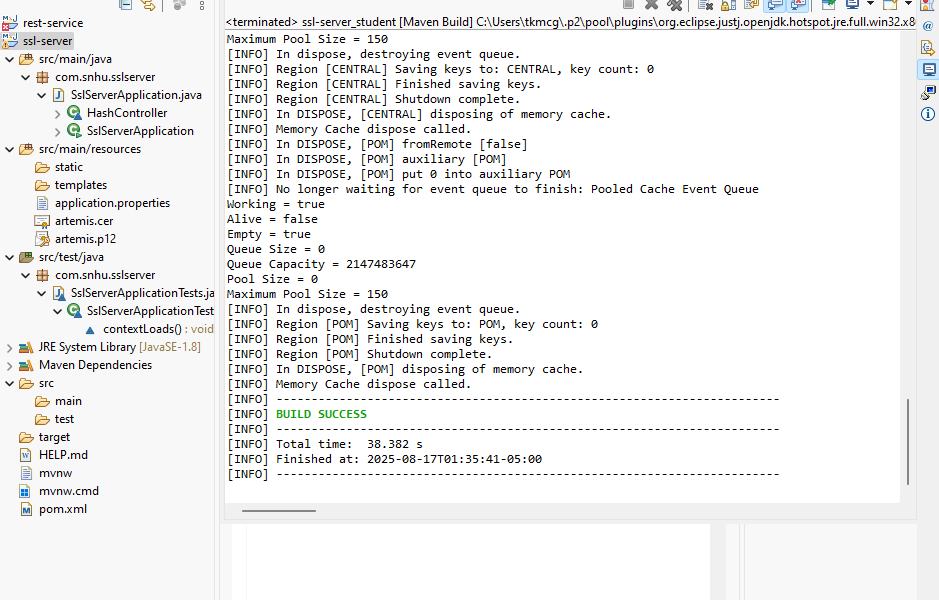 rest-service
ssl-server
src/main/java
com.snhu.sslserver
SslServerApplication.java
HashController
SslServerApplication
src/main/resources
static
templates
application.properties
artemis.cer
artemis.p12
src/test/java
com.snhu.sslserver
SslServerApplicationTests.ja
SslServerApplicationTest
contextLoads() : void
JRE System Library [JavaSE-1.8]
Maven Dependencies
src
main
test
target
HELP.md
mvnw
mvnw.cmd
pom.xml
<terminated> ssl-server_student [Maven Build] C:\Users\tkmcg\.p2\pool\plugins\org.eclipse.justj.openjdk.hotspot.jre.full.win32.x8
Maximum Pool Size = 150
[INFO] In dispose, destroying event queue.
[INFO] Region [CENTRAL] Saving keys to: CENTRAL, key count: 0
[INFO] Region [CENTRAL] Finished saving keys.
[INFO] Region [CENTRAL] Shutdown complete.
[INFO] In DISPOSE, [CENTRAL] disposing of memory cache.
[INFO] Memory Cache dispose called.
[INFO] In DISPOSE, [POM] fromRemote [false]
[INFO] In DISPOSE, [POM] auxiliary [POM]
[INFO] In DISPOSE, [POM] put 0 into auxiliary POM
[INFO] No longer waiting for event queue to finish: Pooled Cache Event Queue
Working = true
Alive = false
Empty = true
Queue Size = 0
Queue Capacity = 2147483647
Pool Size = 0
Maximum Pool Size = 150
[INFO] In dispose, destroying event queue.
[INFO] Region [POM] Saving keys to: POM, key count: 0
[INFO] Region [POM] Finished saving keys.
[INFO] Region [POM] Shutdown complete.
[INFO] In DISPOSE, [POM] disposing of memory cache.
[INFO] Memory Cache dispose called.
[INFO] ------------------------------------------------------------------------
[INFO] BUILD SUCCESS
[INFO] ------------------------------------------------------------------------
[INFO] Total time:  38.382 s
[INFO] Finished at: 2025-08-17T01:35:41-05:00
[INFO] ------------------------------------------------------------------------